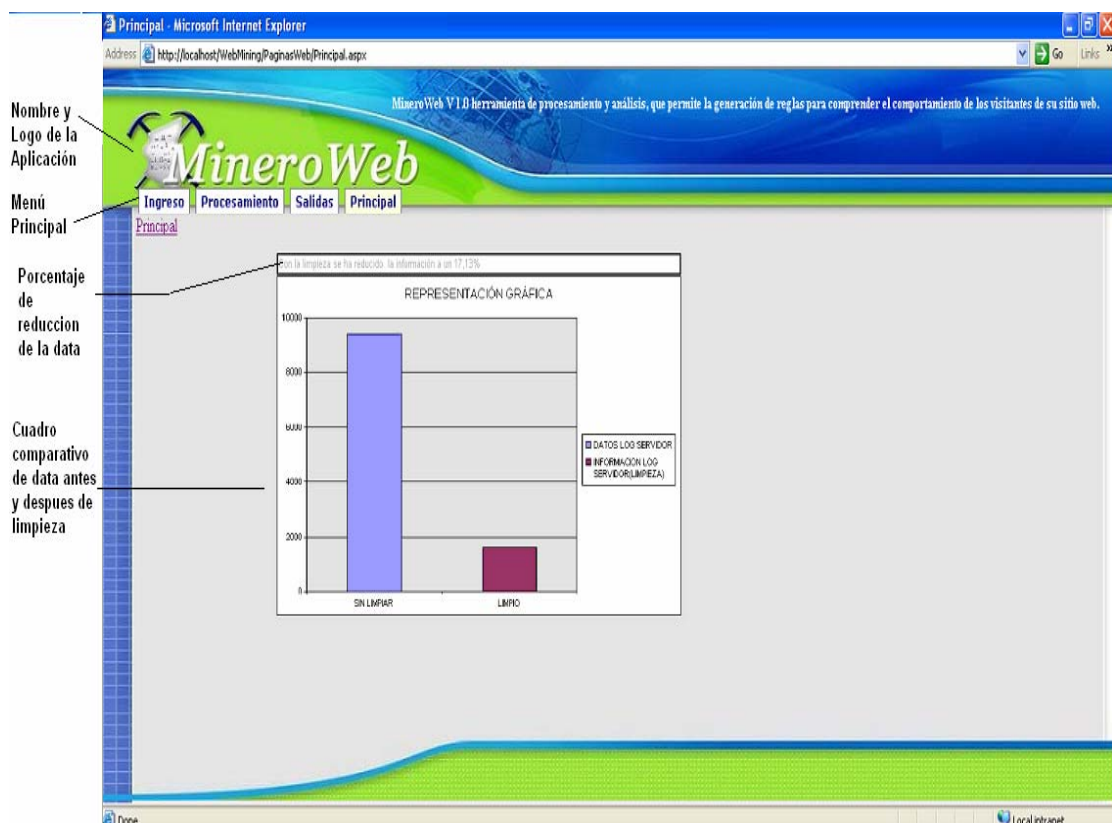 Principal - Microsoft Internet Explorer
Address http://localhost/WebMining/PaginasWeb/Principal.aspx Go Links »
MineroWeb V 1.0 herramienta de procesamiento y análisis, que permite la generación de reglas para comprender el comportamiento de los visitantes de su sitio web.
MineroWeb
Ingreso Procesamiento Salidas Principal
Principal
Nombre y
Logo de la
Aplicación
Menú
Principal
Porcentaje
de
reduccion
de la data
Cuadro
comparativo
de data antes
y despues de
limpieza
Con la limpieza se ha reducido la información a un 17,13%
REPRESENTACIÓN GRÁFICA
10000
8000
6000
4000
2000
0
SIN LIMPIAR LIMPIO
DATOS LOG SERVIDOR
INFORMACION LOG
SERVIDOR(LIMPIEZA)
Done Local intranet